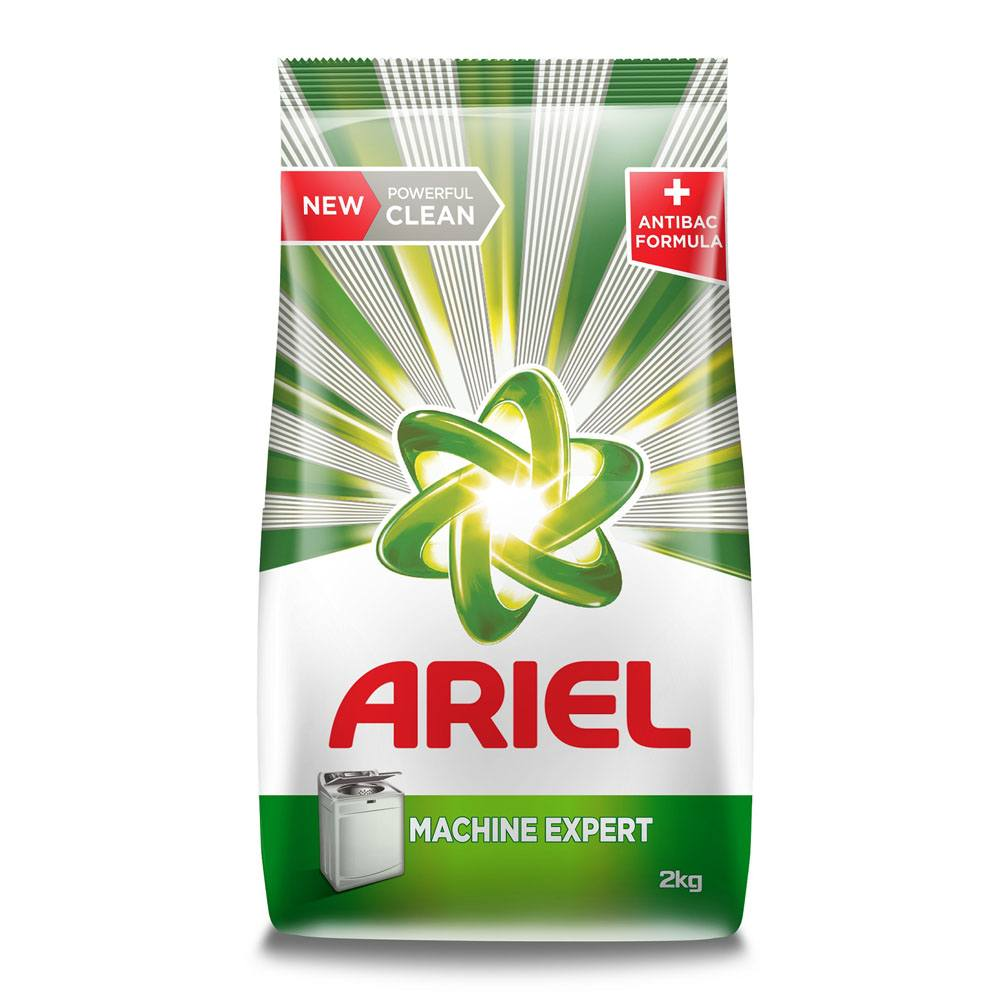 NEW
POWERFUL
CLEAN
+
ANTIBAC
FORMULA
ARIEL
MACHINE EXPERT
2kg